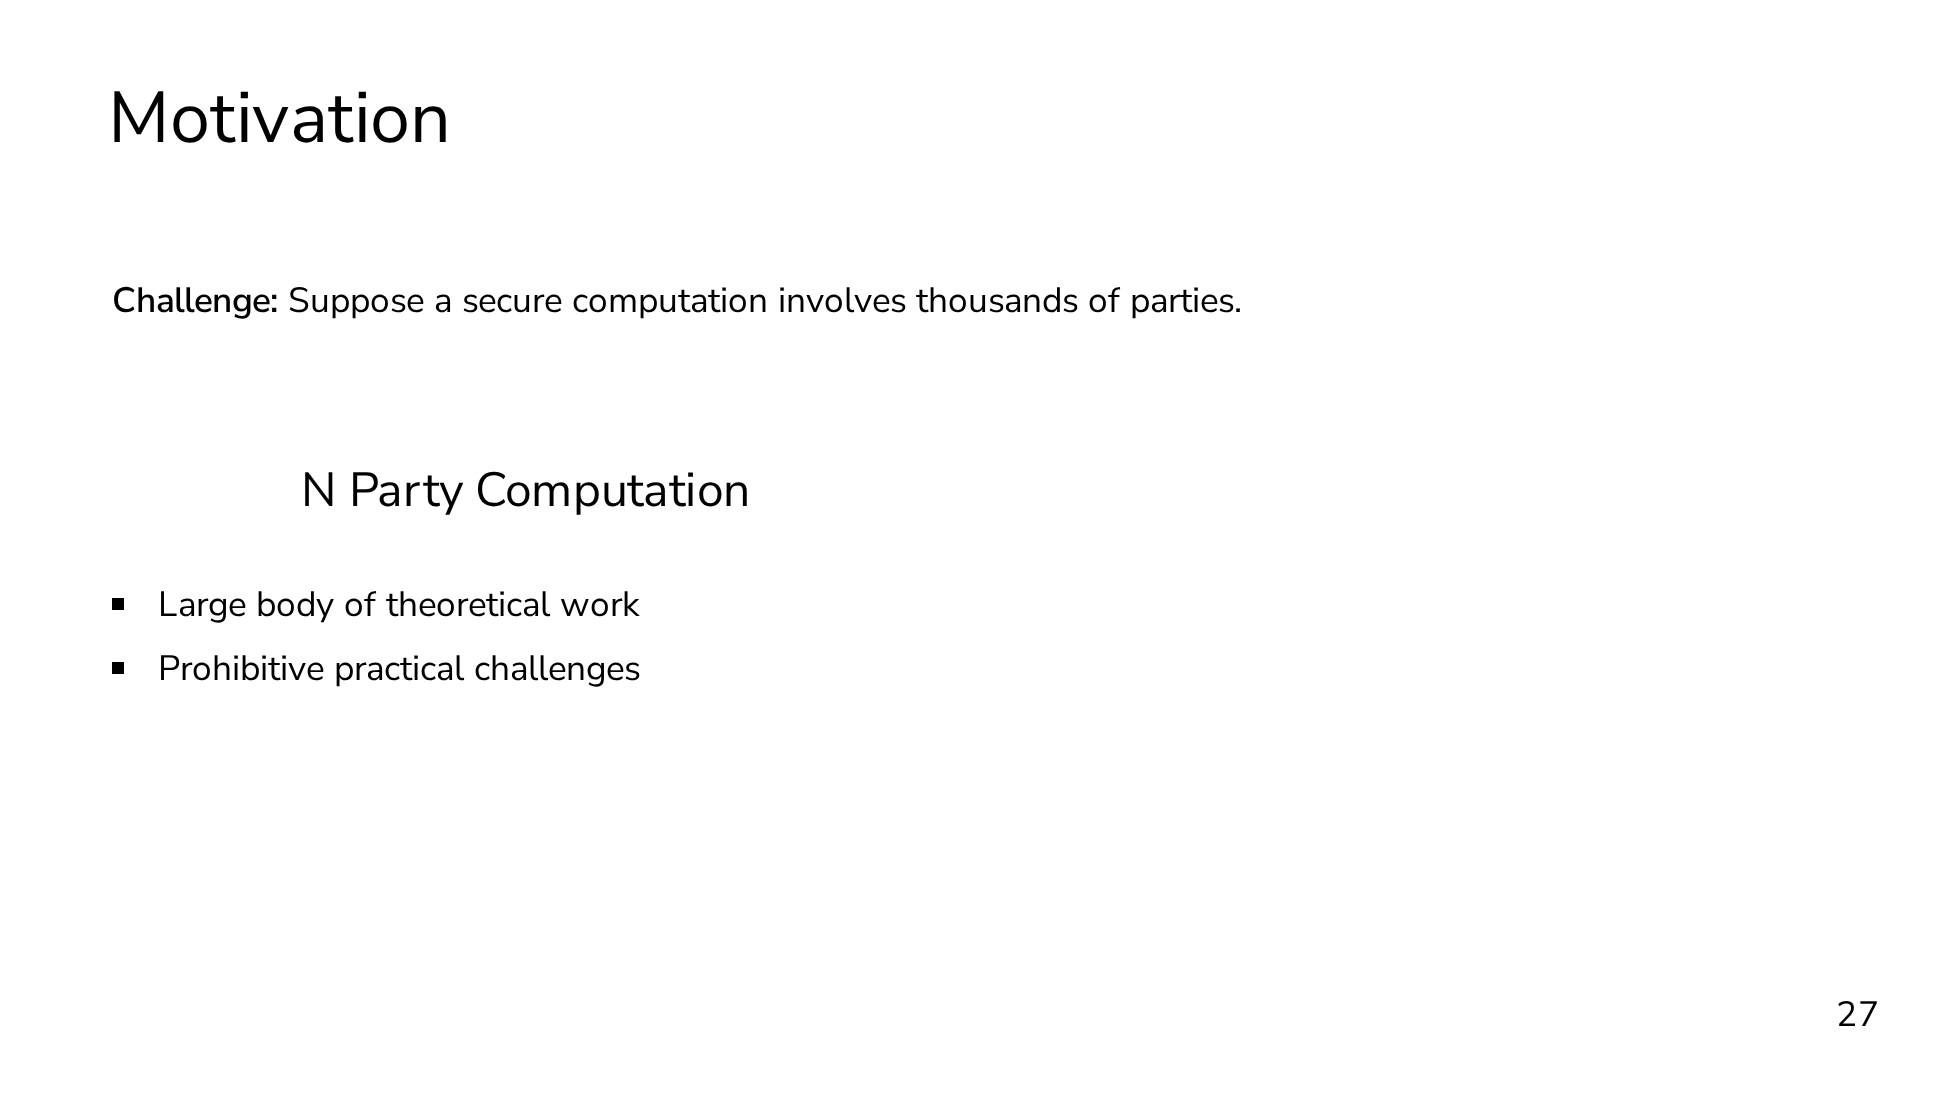 Motivation
Challenge: Suppose a secure computation involves thousands of parties.
N Party Computation
▪ Large body of theoretical work
▪ Prohibitive practical challenges
27